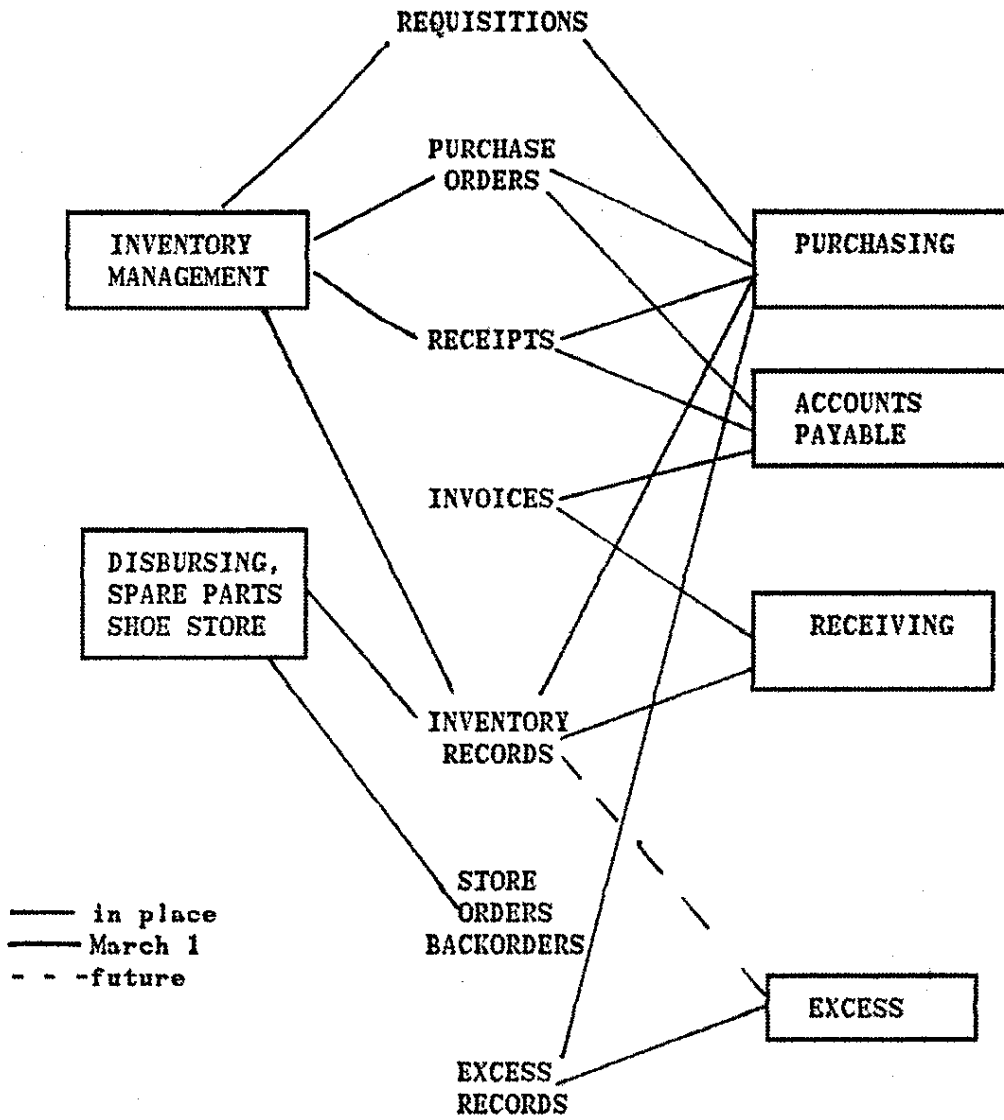 REQUISITIONS
PURCHASE
ORDERS
INVENTORY
MANAGEMENT
PURCHASING
RECEIPTS
ACCOUNTS
PAYABLE
INVOICES
DISBURSING,
SPARE PARTS
SHOE STORE
RECEIVING
INVENTORY
RECORDS
STORE
ORDERS
BACKORDERS
in place
March 1
future
EXCESS
EXCESS
RECORDS